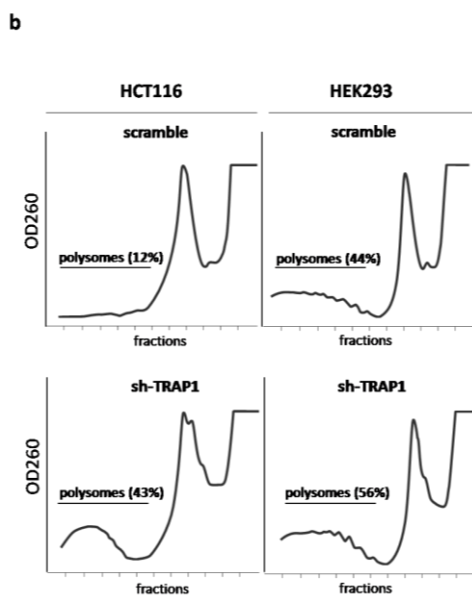 b
HCT116
HEK293
scramble
scramble
OD260
polysomes (12%)
polysomes (44%)
fractions
fractions
sh-TRAP1
sh-TRAP1
OD260
polysomes (43%)
polysomes (56%)
fractions
fractions